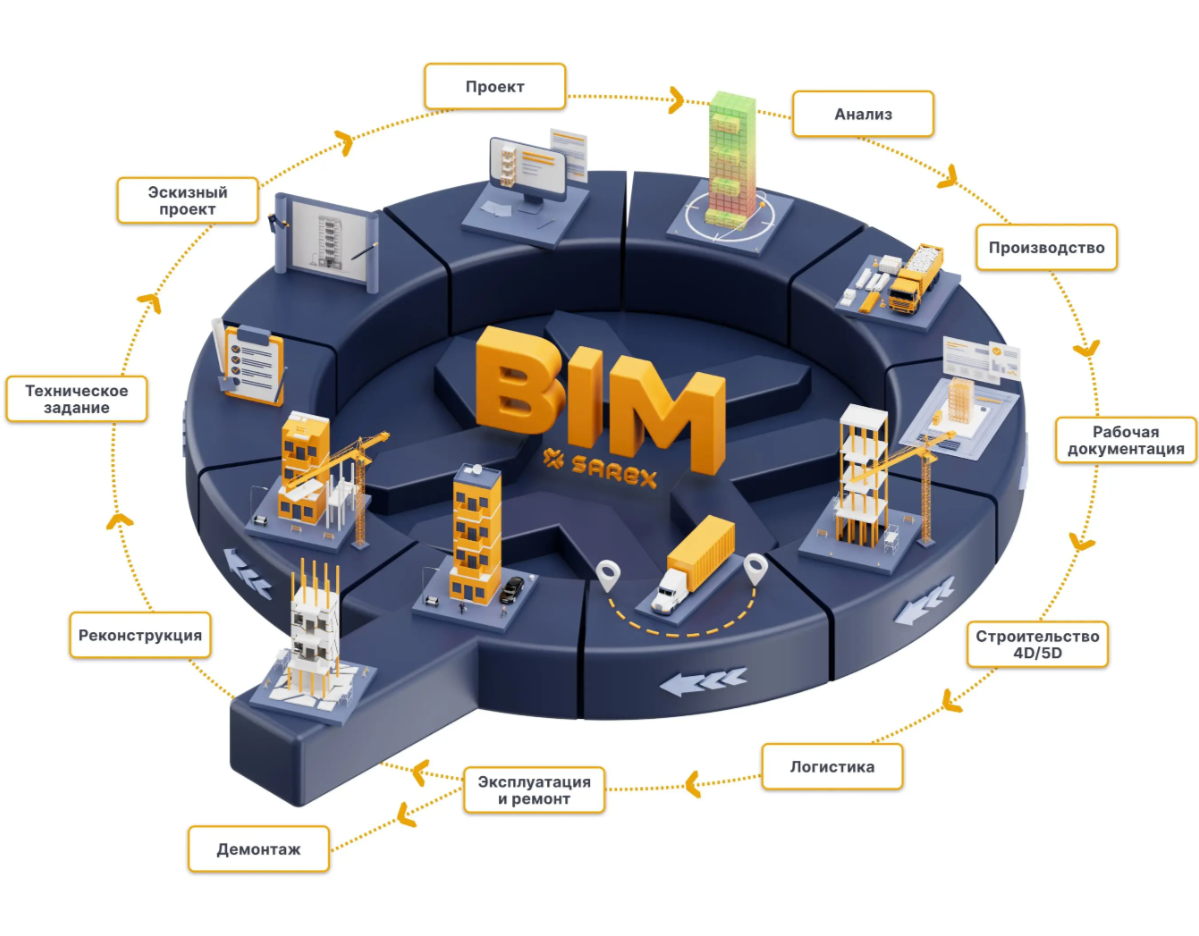 Проект
Анализ
Эскизный
проект
Производство
Техническое
задание
Рабочая
документация
BIM
SAREX
Реконструкция
Строительство
4D/5D
Логистика
Эксплуатация
и ремонт
Демонтаж